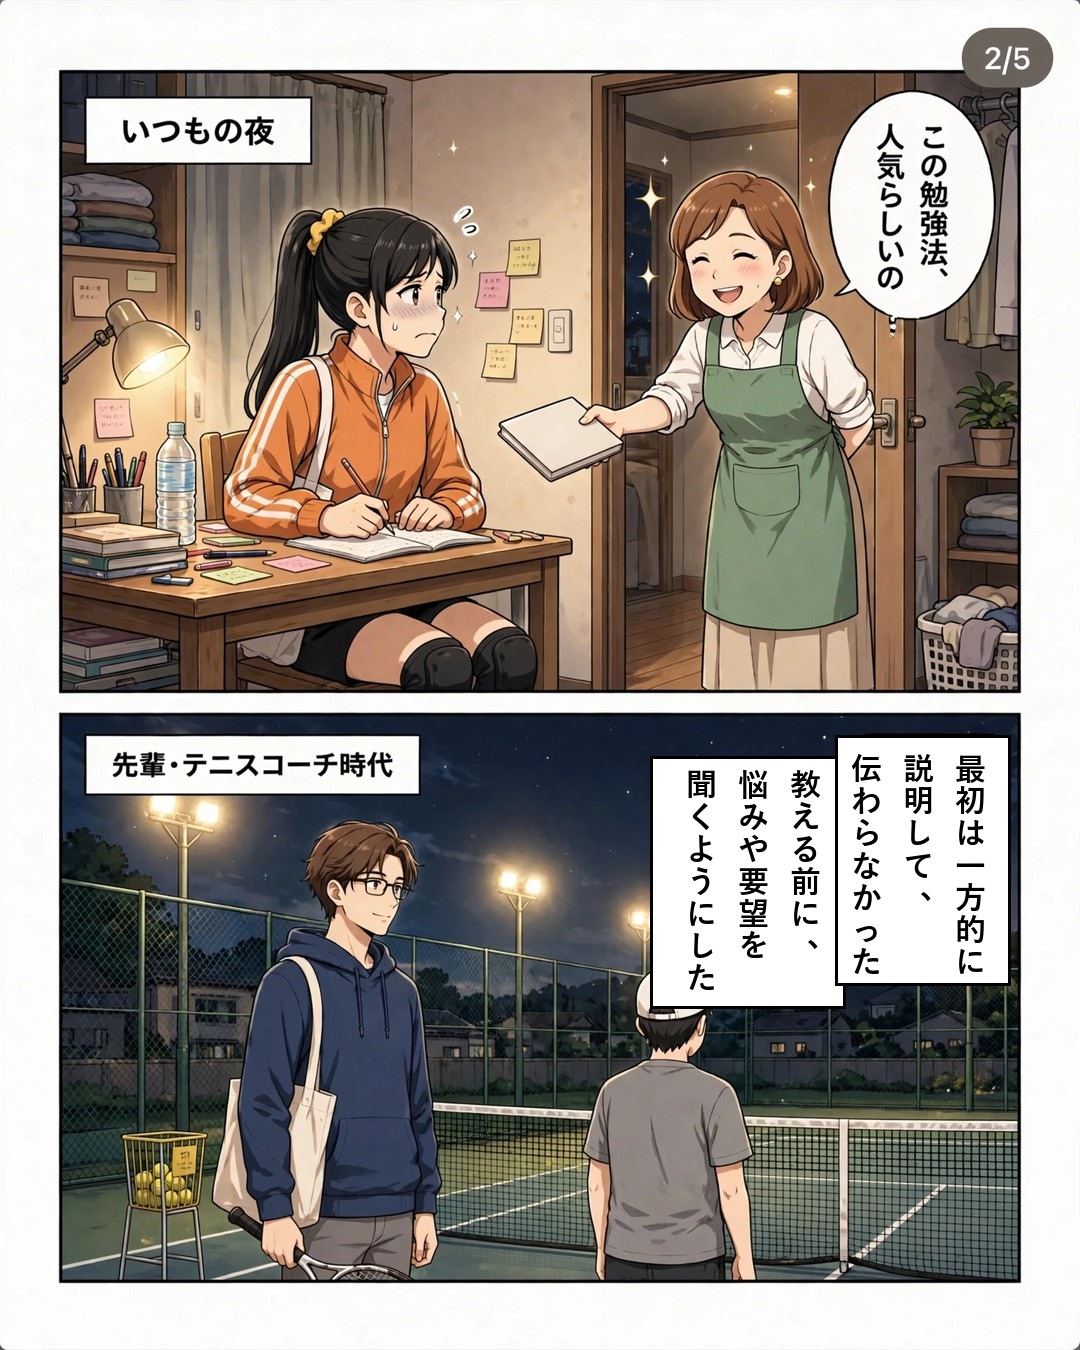 2/5
いつもの夜
この勉強法、
人気らしいの
先輩・テニスコーチ時代
最初は一方的に
説明して、
伝わらなかった
教える前に、
悩みや要望を
聞くようにした